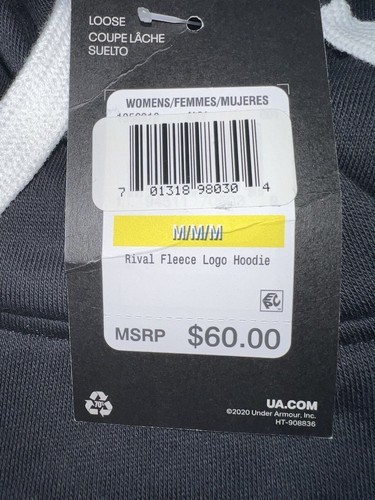 LOOSE
COUPE LÂCHE
SUELTO
WOMENS/FEMMES/MUJERES
7 01318 98030 4
M/M/M
Rival Fleece Logo Hoodie
MSRP $60.00
70%
UA.COM
©2020 Under Armour, Inc.
HT-908836